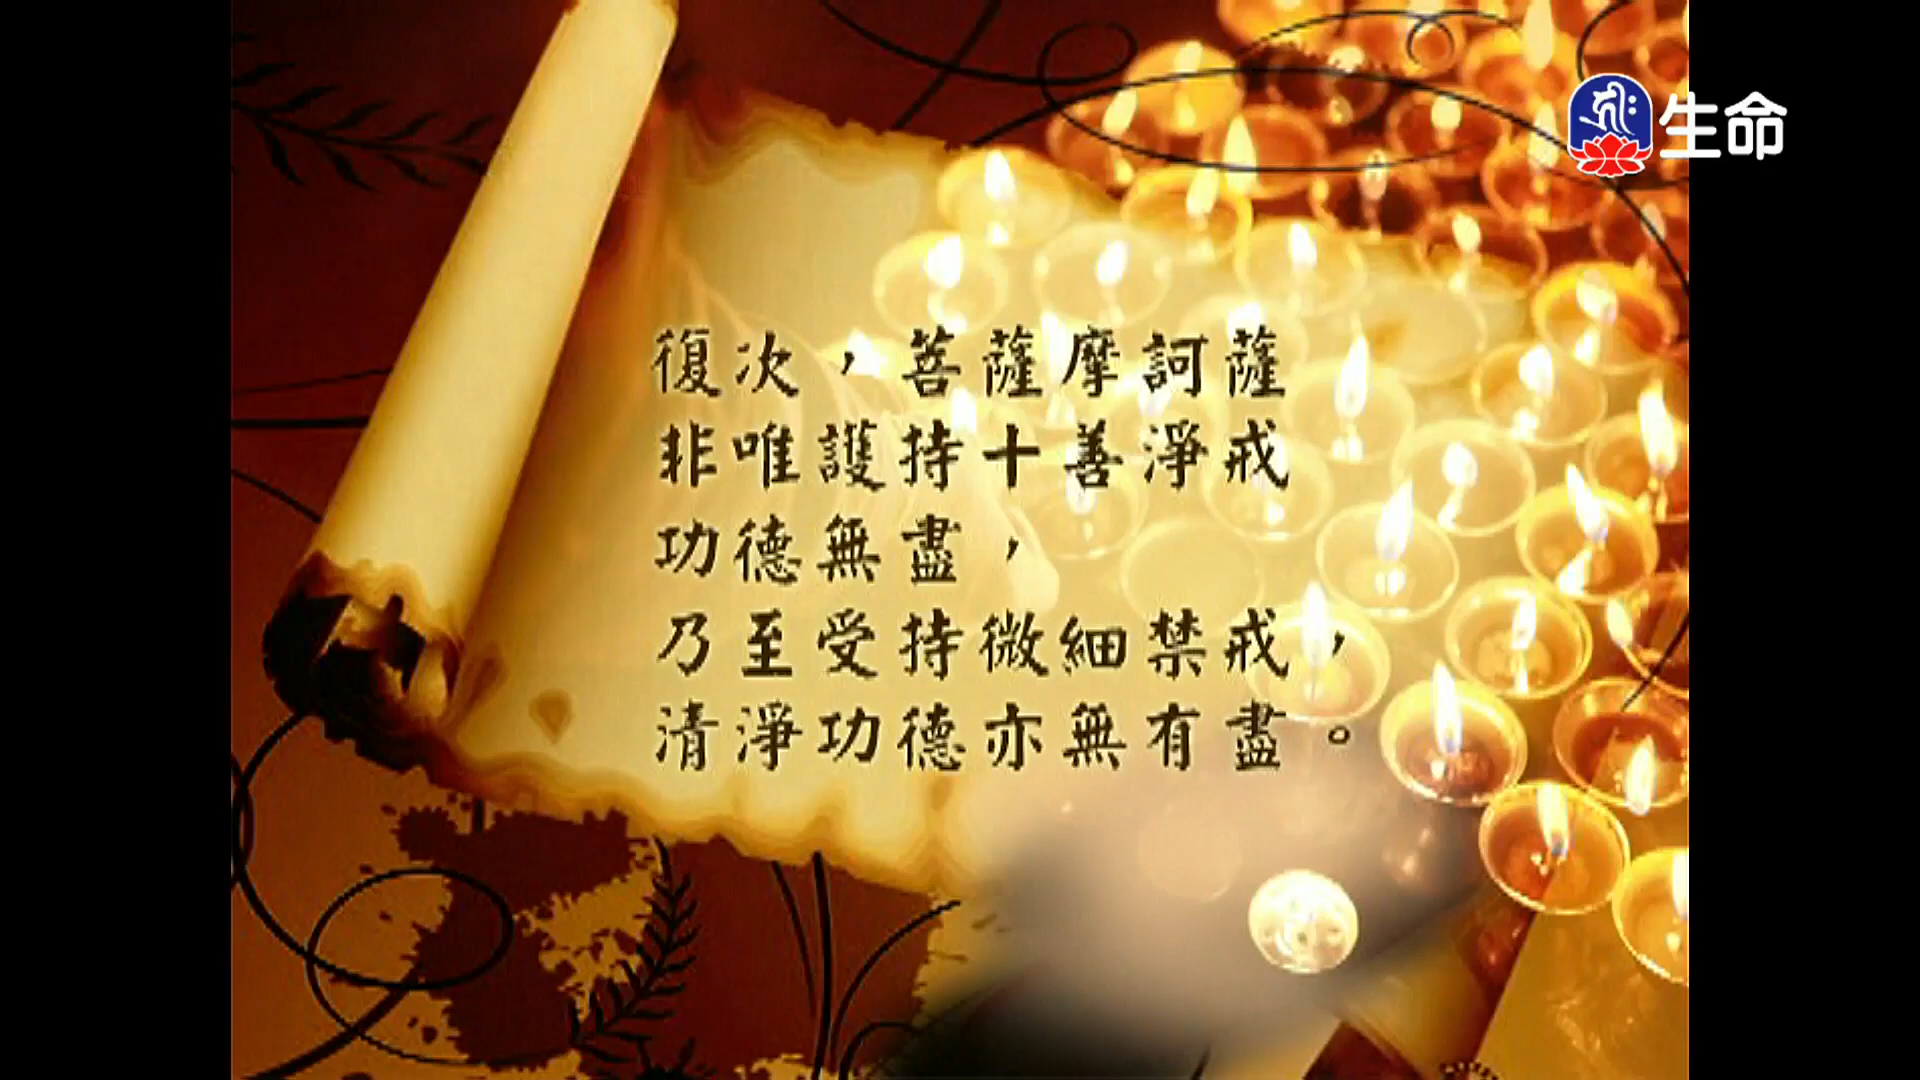 生命
復次，菩薩摩訶薩
非唯護持十善淨戒
功德無盡，
乃至受持微細禁戒，
清淨功德亦無有盡。